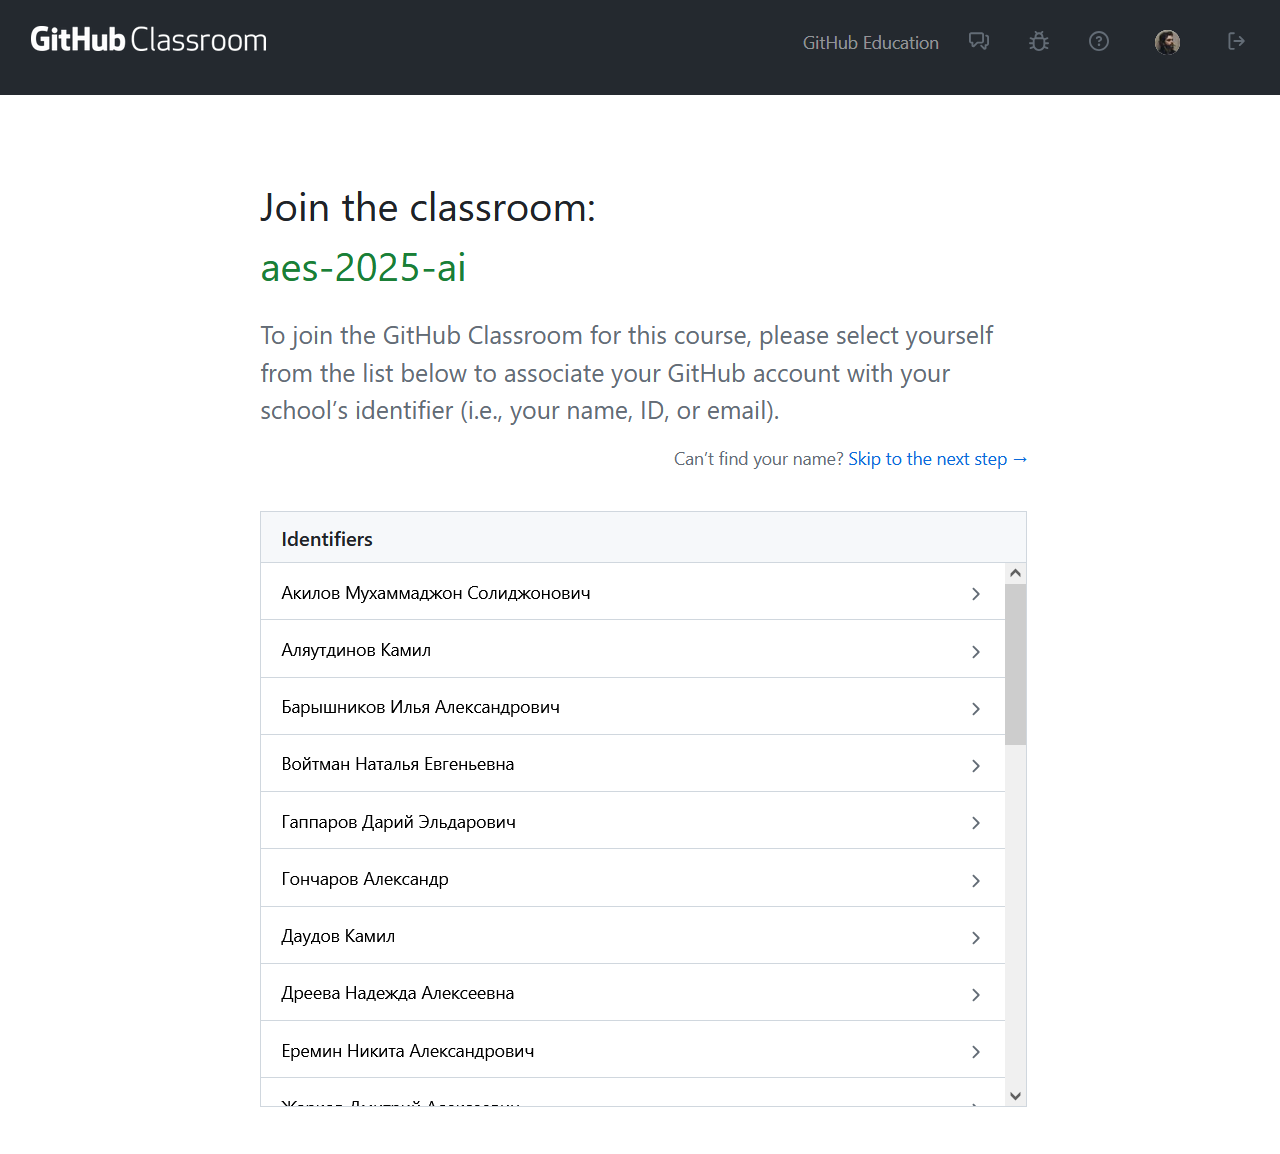 GitHub Classroom
GitHub Education
Join the classroom:
aes-2025-ai
To join the GitHub Classroom for this course, please select yourself
from the list below to associate your GitHub account with your
school’s identifier (i.e., your name, ID, or email).
Can’t find your name? Skip to the next step →
Identifiers
Акилов Мухаммаджон Солиджонович
Аляутдинов Камил
Барышников Илья Александрович
Войтман Наталья Евгеньевна
Гаппаров Дарий Эльдарович
Гончаров Александр
Даудов Камил
Дреева Надежда Алексеевна
Еремин Никита Александрович